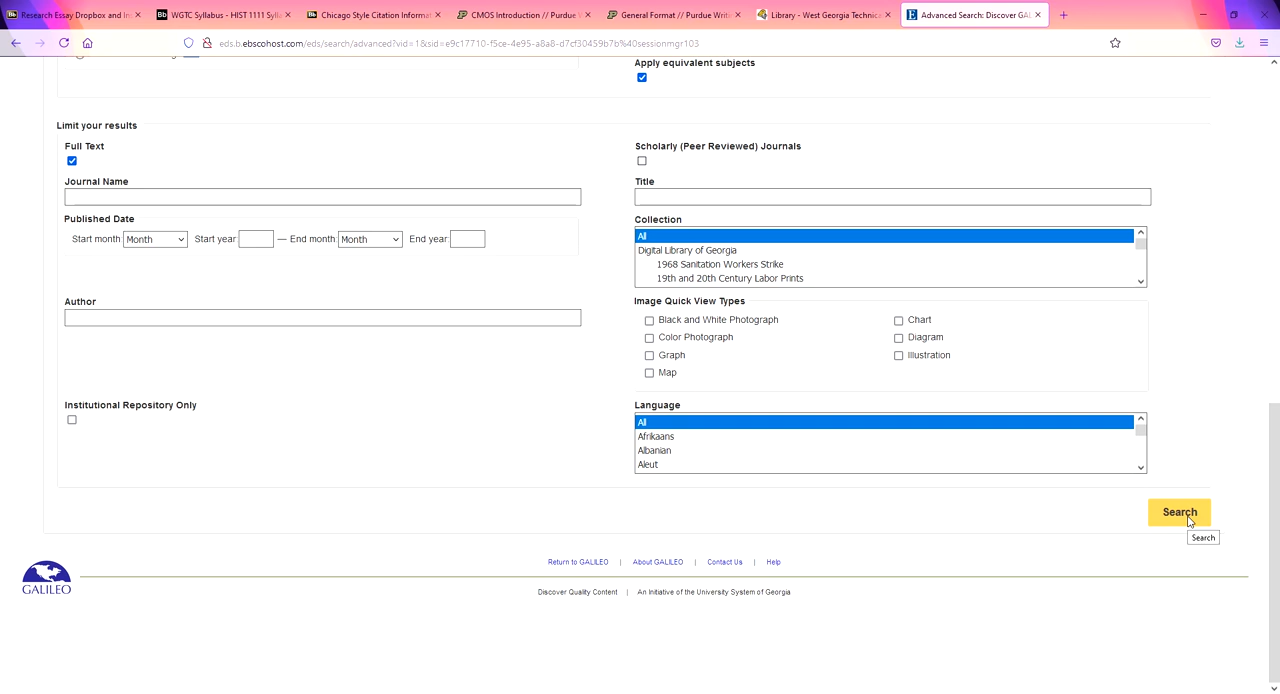 Research Essay Dropbox and In
WGTC Syllabus - HIST 1111 Sylla
Chicago Style Citation Informat
CMOS Introduction // Purdue W
General Format // Purdue Writi
Library - West Georgia Technica
Advanced Search: Discover GAL
eds.b.ebscohost.com/eds/search/advanced?vid=1&sid=e9c17710-f5ce-4e95-a8a8-d7cf30459b7b%40sessionmgr103
Apply equivalent subjects
Limit your results
Full Text
Scholarly (Peer Reviewed) Journals
Journal Name
Title
Published Date
Start month: Month Start year: — End month: Month End year:
Collection
All
Digital Library of Georgia
1968 Sanitation Workers Strike
19th and 20th Century Labor Prints
Author
Image Quick View Types
Black and White Photograph
Chart
Color Photograph
Diagram
Graph
Illustration
Map
Institutional Repository Only
Language
All
Afrikaans
Albanian
Aleut
Search
Search
GALILEO
Return to GALILEO | About GALILEO | Contact Us | Help
Discover Quality Content | An Initiative of the University System of Georgia